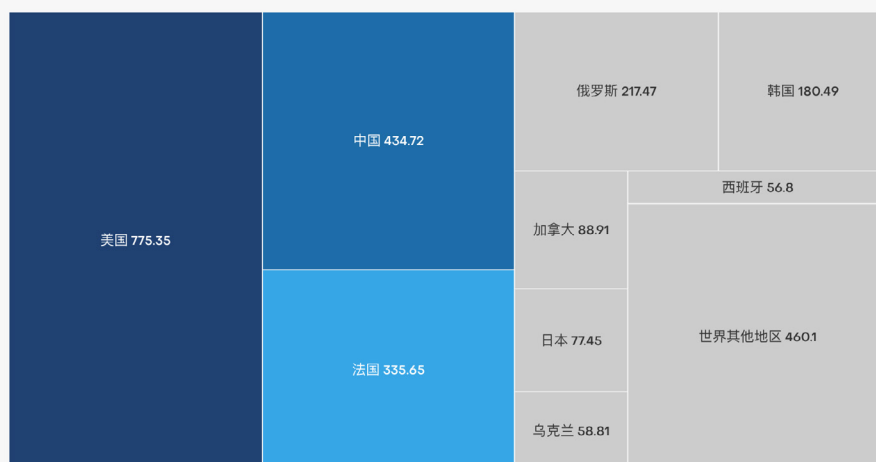 美国 775.35
中国 434.72
法国 335.65
俄罗斯 217.47
韩国 180.49
加拿大 88.91
西班牙 56.8
日本 77.45
世界其他地区 460.1
乌克兰 58.81